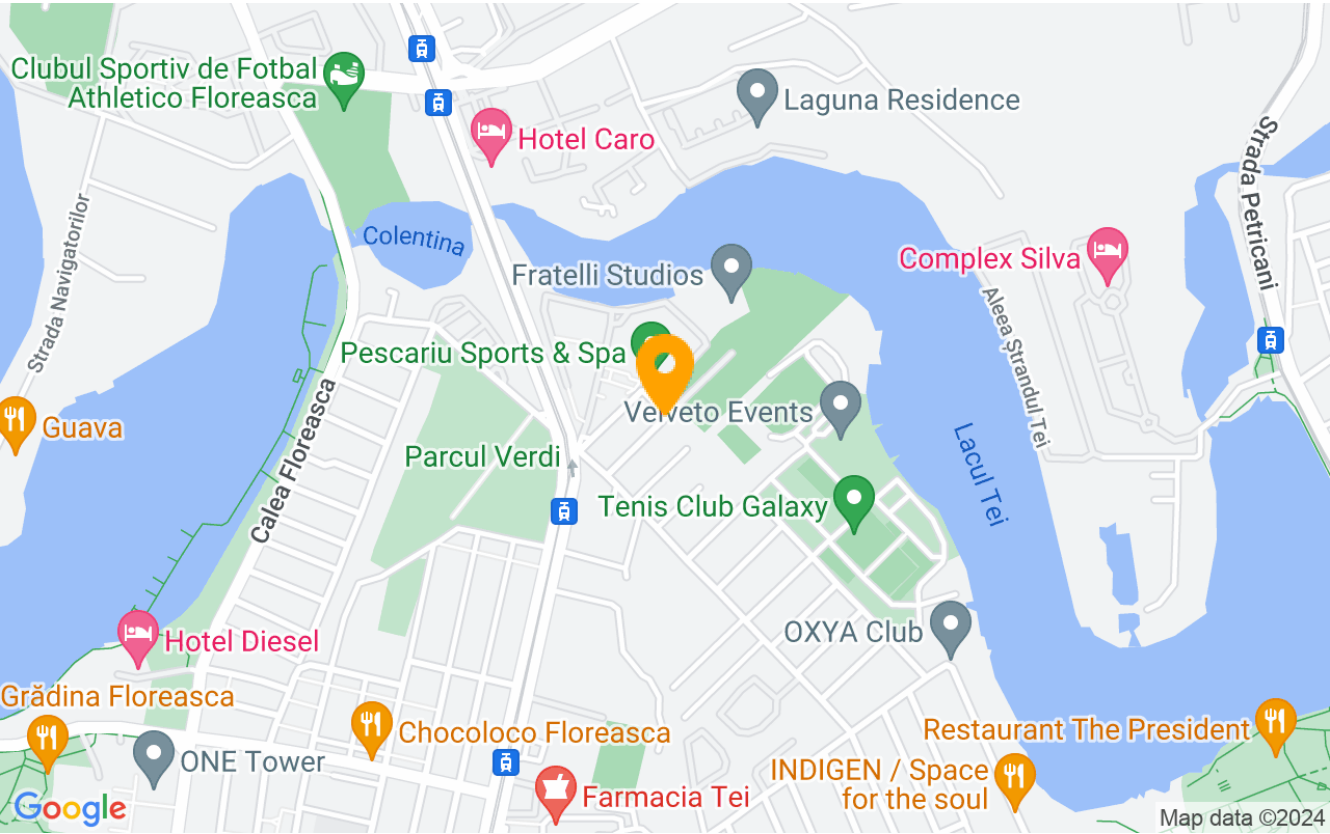 Clubul Sportiv de Fotbal
Athletico Floreasca
Laguna Residence
Hotel Caro
Strada Petricani
Strada Navigatorilor
Colentina
Fratelli Studios
Complex Silva
Aleea Ștrandul Tei
Pescariu Sports & Spa
Velveto Events
Guava
Calea Floreasca
Parcul Verdi
Lacul Tei
Tenis Club Galaxy
Hotel Diesel
OXYA Club
Grădina Floreasca
Chocoloco Floreasca
Restaurant The President
ONE Tower
INDIGEN / Space
for the soul
Farmacia Tei
Google
Map data ©2024